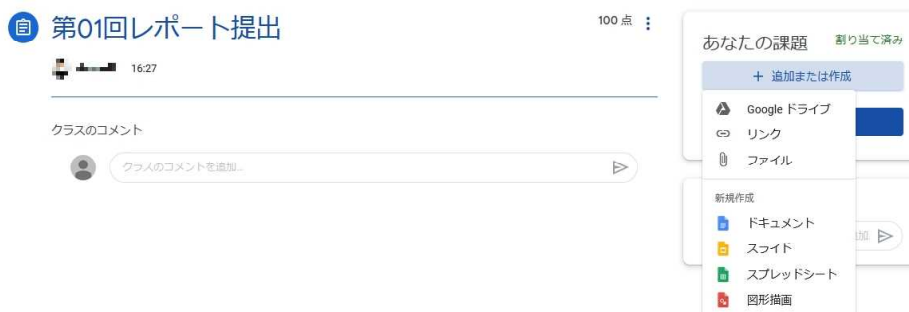 第01回レポート提出
100 点
16:27
クラスのコメント
クラスのコメントを追加...
あなたの課題
割り当て済み
+ 追加または作成
Google ドライブ
リンク
ファイル
新規作成
ドキュメント
スライド
スプレッドシート
図形描画